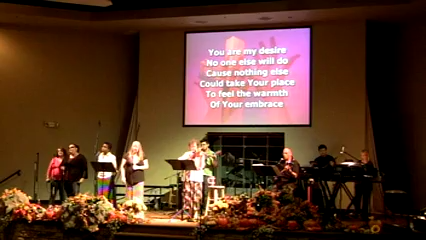 You are my desire
No one else will do
Cause nothing else
Could take Your place
To feel the warmth
Of Your embrace